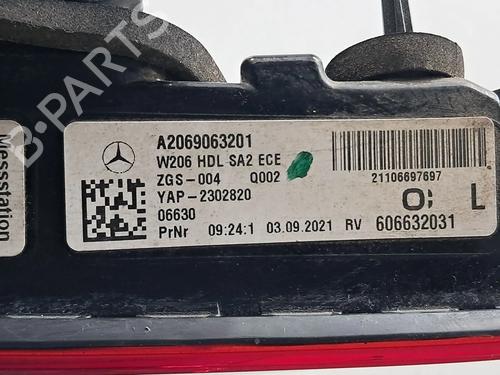 B-PARTS
Messstation
A2069063201
W206 HDL SA2 ECE
ZGS-004 Q002
YAP-2302820
06630
PrNr 09:24:1 03.09.2021 RV 606632031
21106697697
O: L